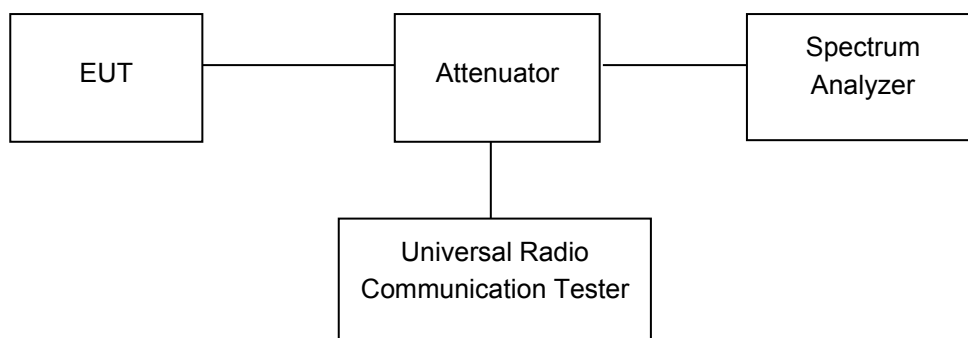 EUT
Attenuator
Spectrum
Analyzer
Universal Radio
Communication Tester